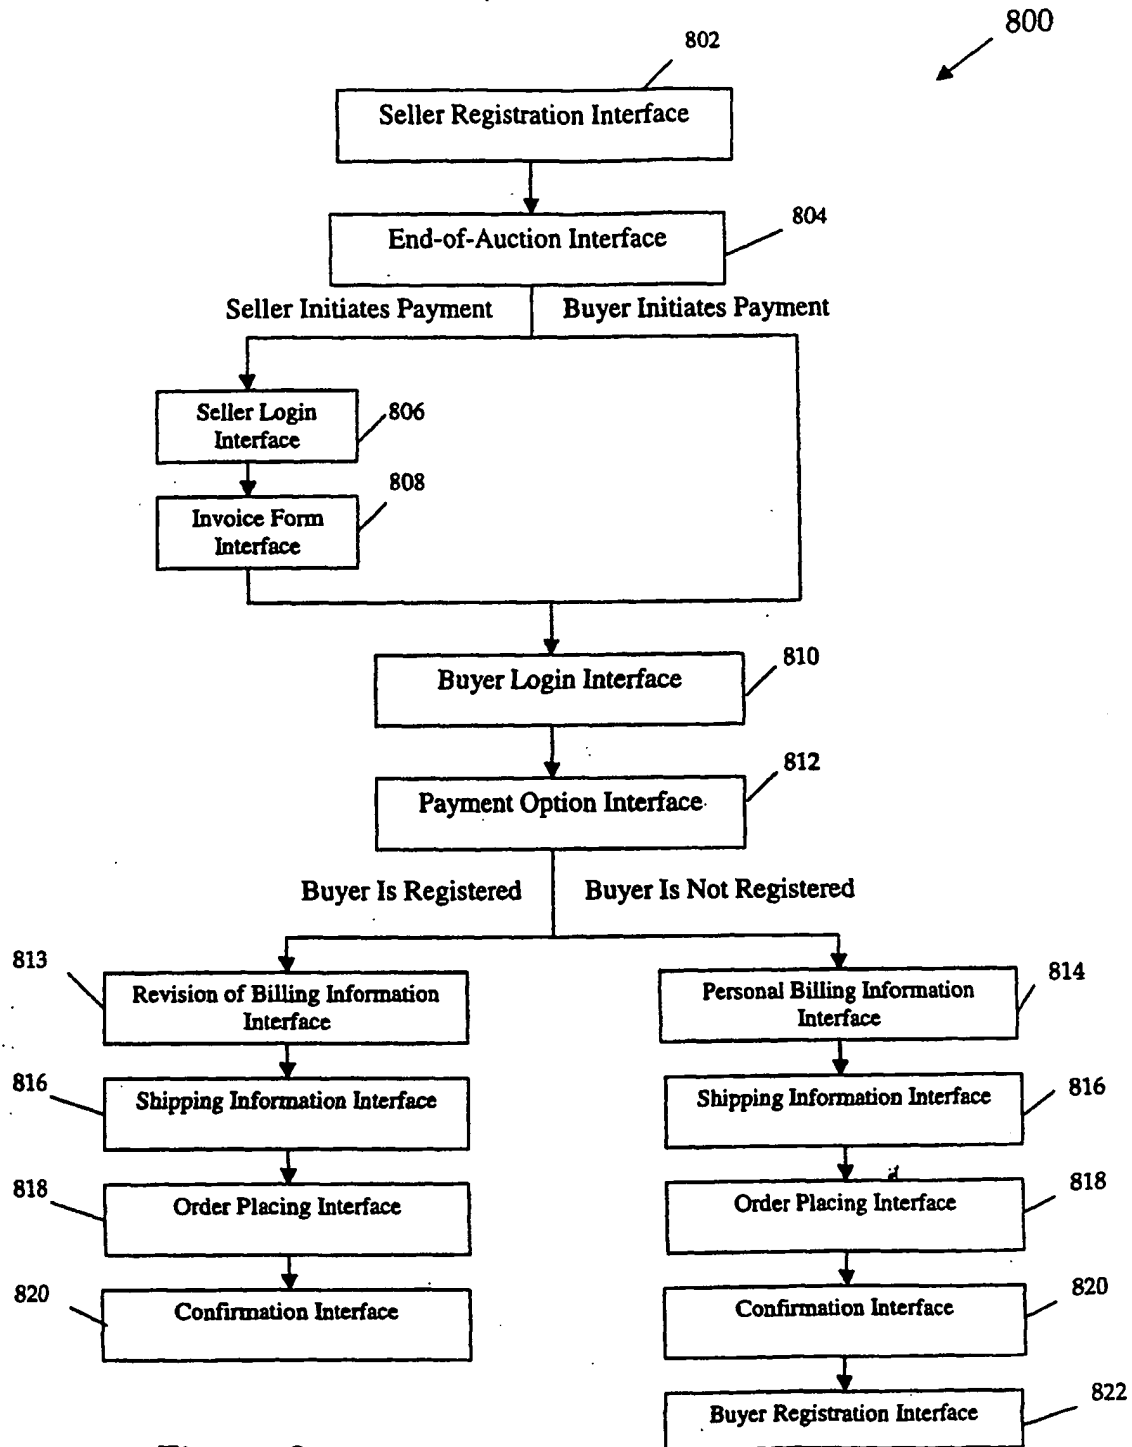 800
802
Seller Registration Interface
804
End-of-Auction Interface
Seller Initiates Payment
Buyer Initiates Payment
Seller Login
Interface
806
808
Invoice Form
Interface
810
Buyer Login Interface
812
Payment Option Interface
Buyer Is Registered
Buyer Is Not Registered
813
Revision of Billing Information
Interface
816
Shipping Information Interface
818
Order Placing Interface
820
Confirmation Interface
814
Personal Billing Information
Interface
816
Shipping Information Interface
818
Order Placing Interface
820
Confirmation Interface
822
Buyer Registration Interface